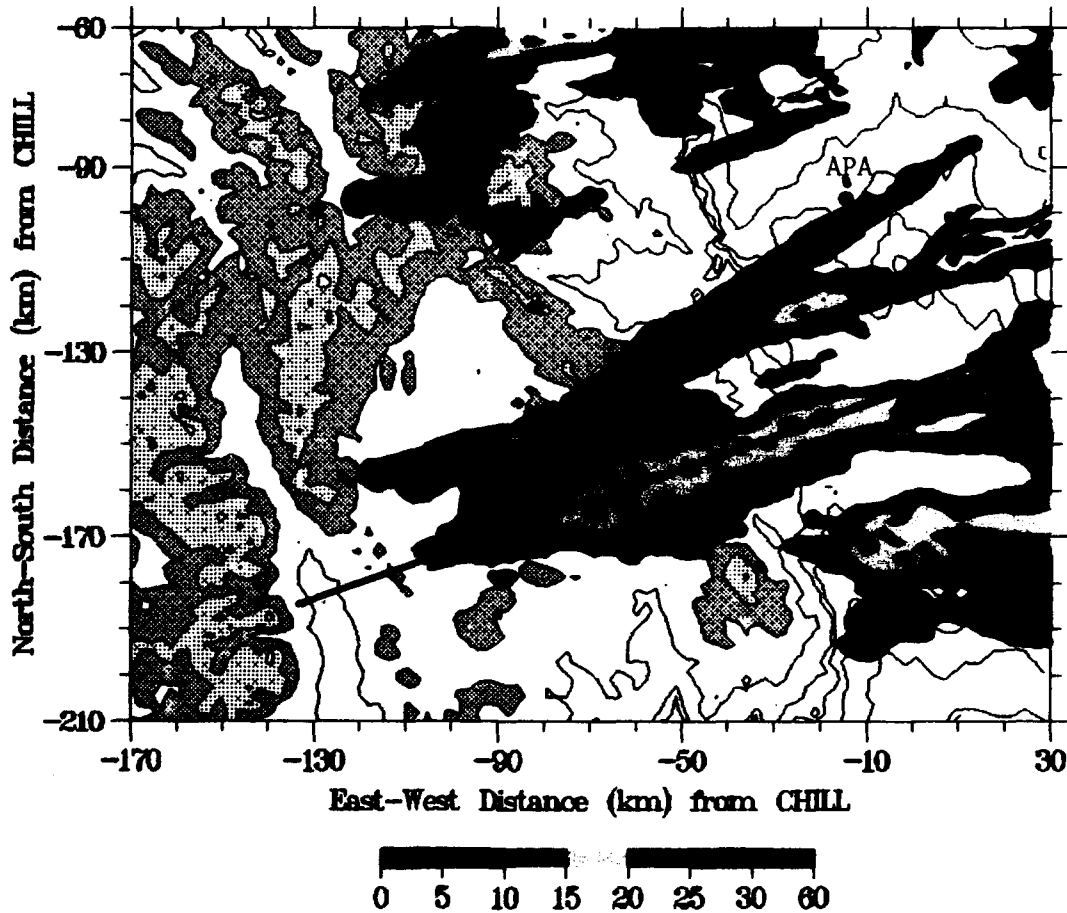 -60
-90
-130
-170
-210
North-South Distance (km) from CHILL
APA
-170
-130
-90
-50
-10
30
East-West Distance (km) from CHILL
0 5 10 15 20 25 30 60